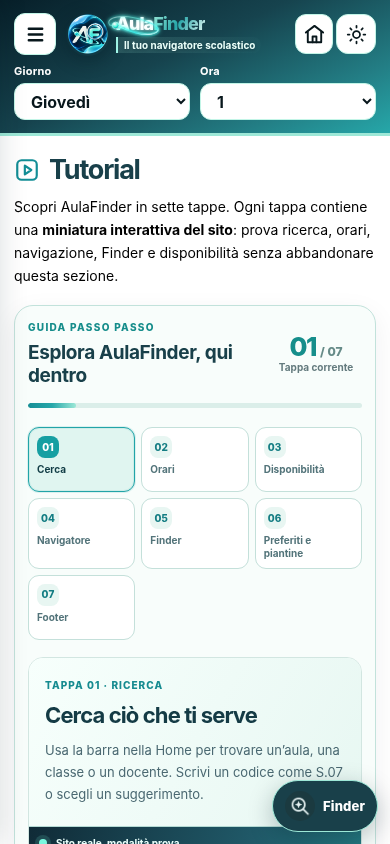 AulaFinder
Il tuo navigatore scolastico
Giorno
Ora
Giovedì
1
Tutorial
Scopri AulaFinder in sette tappe. Ogni tappa contiene
una miniatura interattiva del sito: prova ricerca, orari,
navigazione, Finder e disponibilità senza abbandonare
questa sezione.
GUIDA PASSO PASSO
Esplora AulaFinder, qui
dentro
01 / 07
Tappa corrente
01
Cerca
02
Orari
03
Disponibilità
04
Navigatore
05
Finder
06
Preferiti e
piantine
07
Footer
TAPPA 01 · RICERCA
Cerca ciò che ti serve
Usa la barra nella Home per trovare un'aula, una
classe o un docente. Scrivi un codice come S.07
o scegli un suggerimento.
Finder
Sito reale, modalità prova